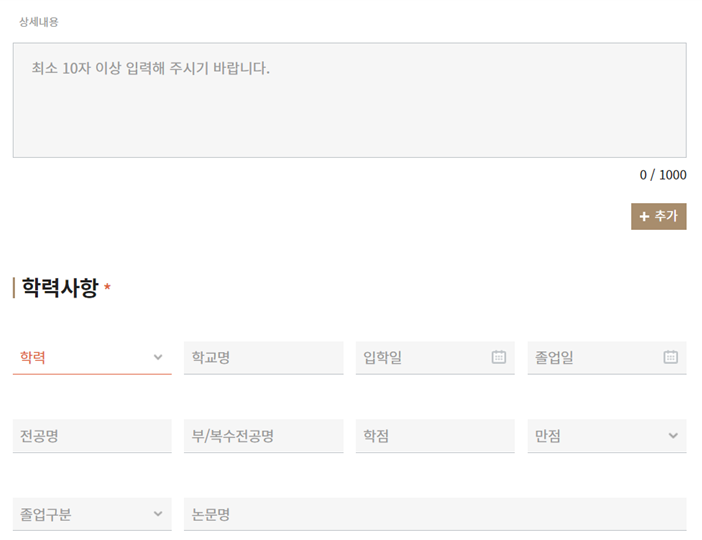 상세내용
최소 10자 이상 입력해 주시기 바랍니다.
0 / 1000
+ 추가
학력사항 *
학력 학교명 입학일 졸업일
전공명 부/복수전공명 학점 만점
졸업구분 논문명